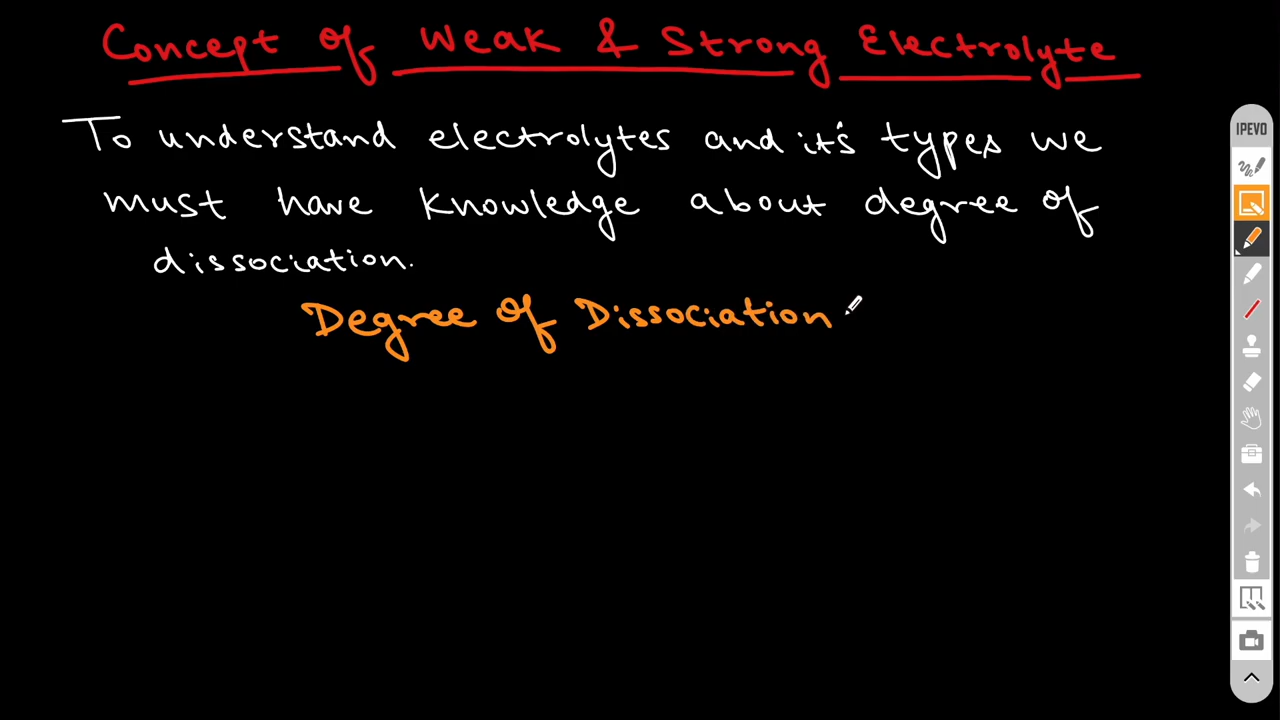 Concept of Weak & Strong Electrolyte
To understand electrolytes and it's types we
must have knowledge about degree of
dissociation.
Degree of Dissociation
IPEVO